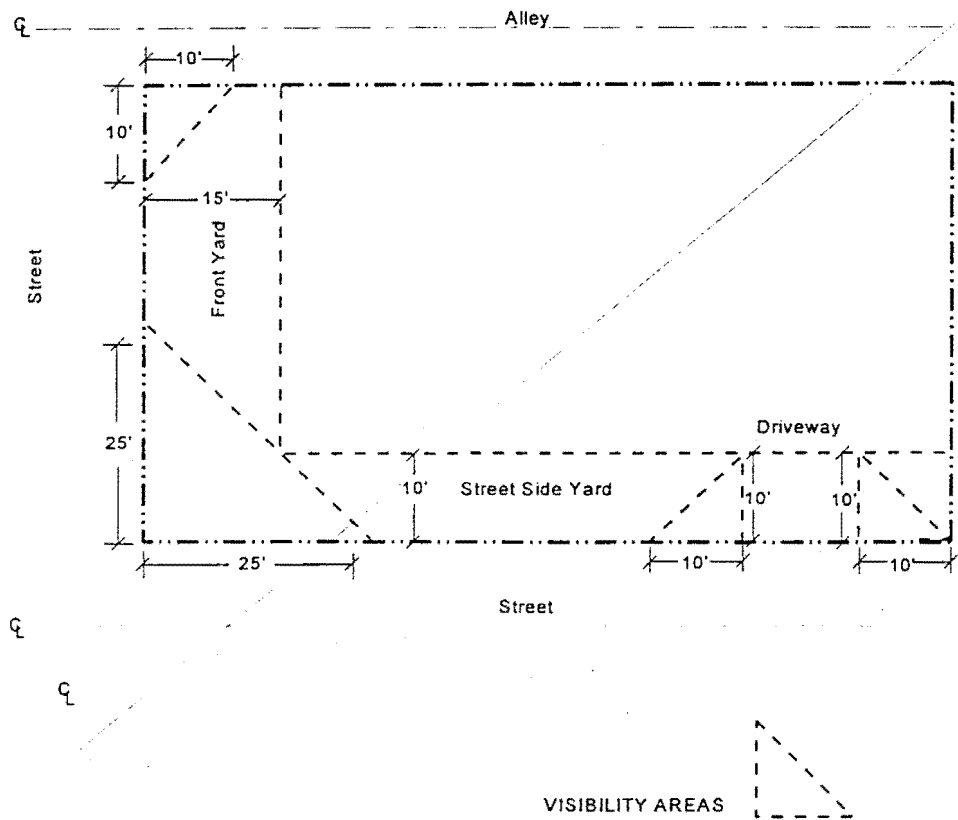 ℄
Alley
10'
10'
15'
Street
Front Yard
25'
Driveway
10'
Street Side Yard
10'
10'
25'
10'
10'
Street
℄
℄
VISIBILITY AREAS